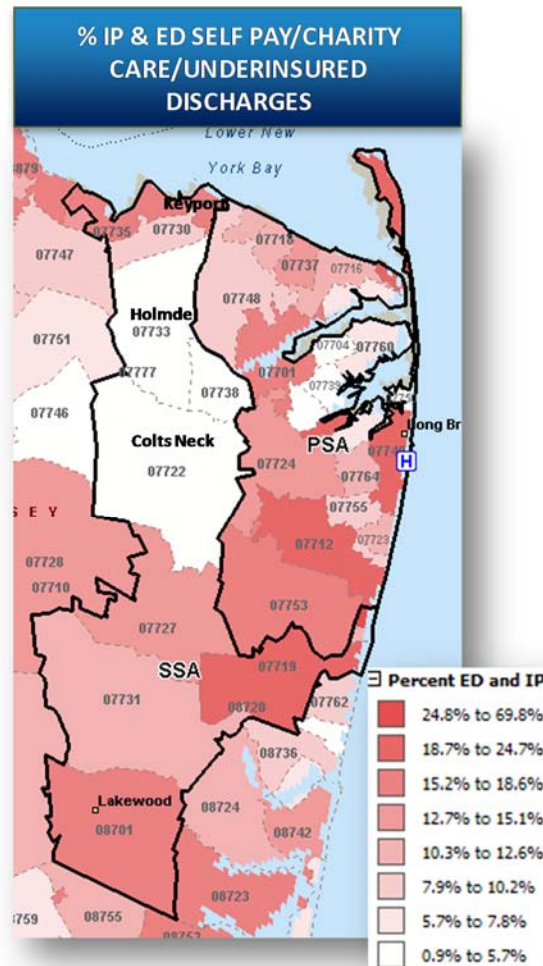 % IP & ED SELF PAY/CHARITY
CARE/UNDERINSURED
DISCHARGES
Lower New
York Bay
Keyport
07735
07730
07718
07737
07716
07747
07748
Holmde
07733
07751
07777
07738
07701
07704
07760
07739
07746
Colts Neck
07722
PSA
Long Br
H
07724
07764
07755
07723
07712
S E Y
07728
07710
07753
07727
SSA
07719
07731
08720
07762
08736
Lakewood
08701
08724
08742
08723
08755
Percent ED and IP
24.8% to 69.8%
18.7% to 24.7%
15.2% to 18.6%
12.7% to 15.1%
10.3% to 12.6%
7.9% to 10.2%
5.7% to 7.8%
0.9% to 5.7%